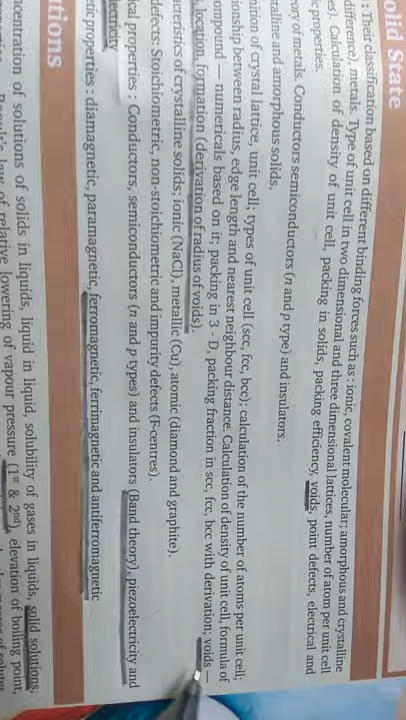 olid State
: Their classification based on different binding forces such as : ionic, covalent molecular; amorphous and crystalline
difference), metals. Type of unit cell in two dimensional and three dimensional lattices, number of atom per unit cell
es). Calculation of density of unit cell, packing in solids, packing efficiency, voids, point defects, electrical and
c properties.
ory of metals. Conductors semiconductors (n and p type) and insulators.
talline and amorphous solids.
nition of crystal lattice, unit cell; types of unit cell (scc, fcc, bcc); calculation of the number of atoms per unit cell;
ionship between radius, edge length and nearest neighbour distance. Calculation of density of unit cell, formula of
ompound — numericals based on it; packing in 3 - D, packing fraction in scc, fcc, bcc with derivation; voids —
location, formation (derivation of radius of voids).
acteristics of crystalline solids; ionic (NaCl), metallic (Cu), atomic (diamond and graphite).
defects: Stoichiometric, non-stoichiometric and impurity defects (F-centres).
cal properties : Conductors, semiconductors (n and p types) and insulators (Band theory), piezoelectricity and
lectricity
etic properties : diamagnetic, paramagnetic, ferromagnetic, ferrimagnetic and antiferromagnetic
tions
ncentration of solutions of solids in liquids, liquid in liquid, solubility of gases in liquids, solid solutions,
Raoult's law of relative lowering of vapour pressure (1st & 2nd), elevation of boiling point,